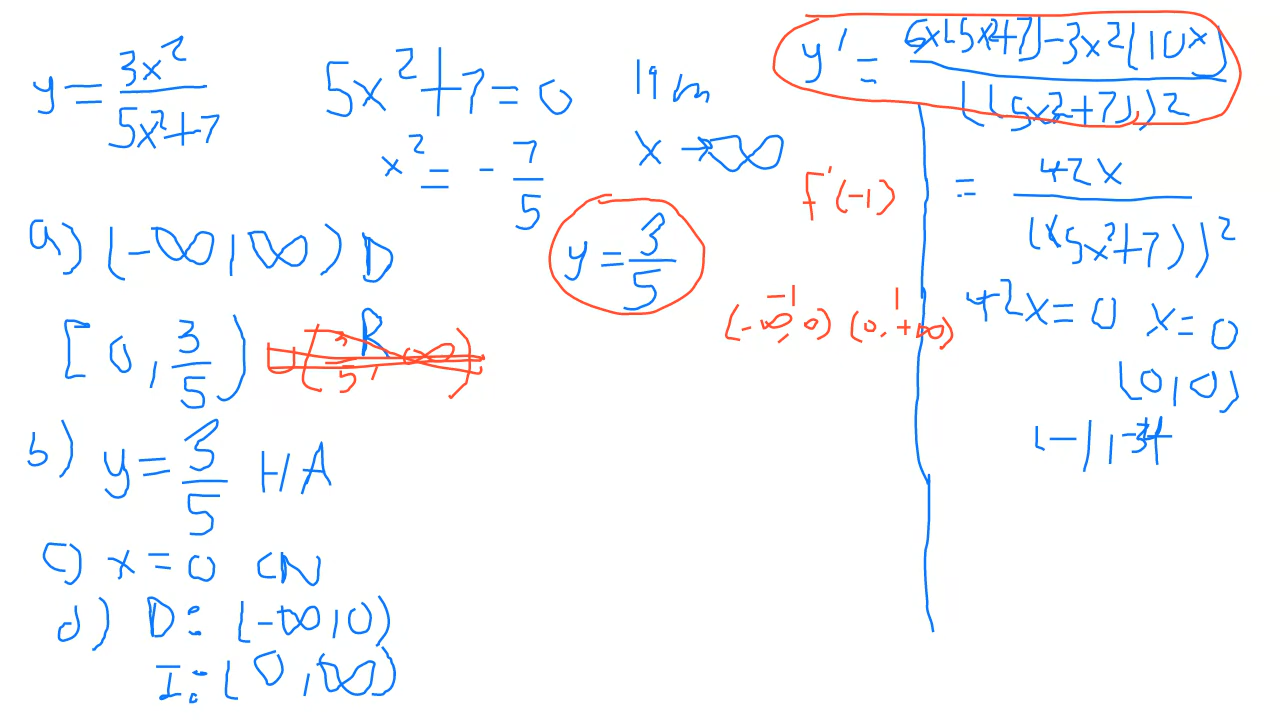 y = 3x²/5x²+7
5x²+7 = 0
x² = -7/5
lim
x → ∞
y = 3/5
a) (-∞, ∞) D
[0, 3/5) R
b) y = 3/5 HA
c) x = 0 CN
d) D: (-∞, 0)
I: (0, ∞)
f'(-1)
-1 1
(-∞, 0) (0, +∞)
y' = 6x(5x²+7) - 3x²(10x)/((5x²+7))²
= 42x/((5x²+7))²
42x = 0 x = 0
(0, 0)